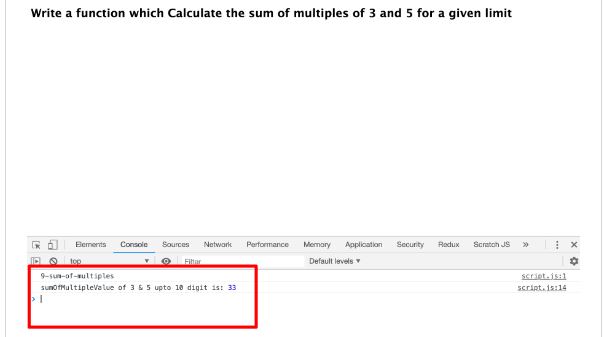 Write a function which Calculate the sum of multiples of 3 and 5 for a given limit
Elements Console Sources Network Performance Memory Application Security Redux Scratch JS »
top Filter Default levels ▼
9-sum-of-multiples script.js:1
sumOfMultipleValue of 3 & 5 upto 10 digit is: 33 script.js:14
>